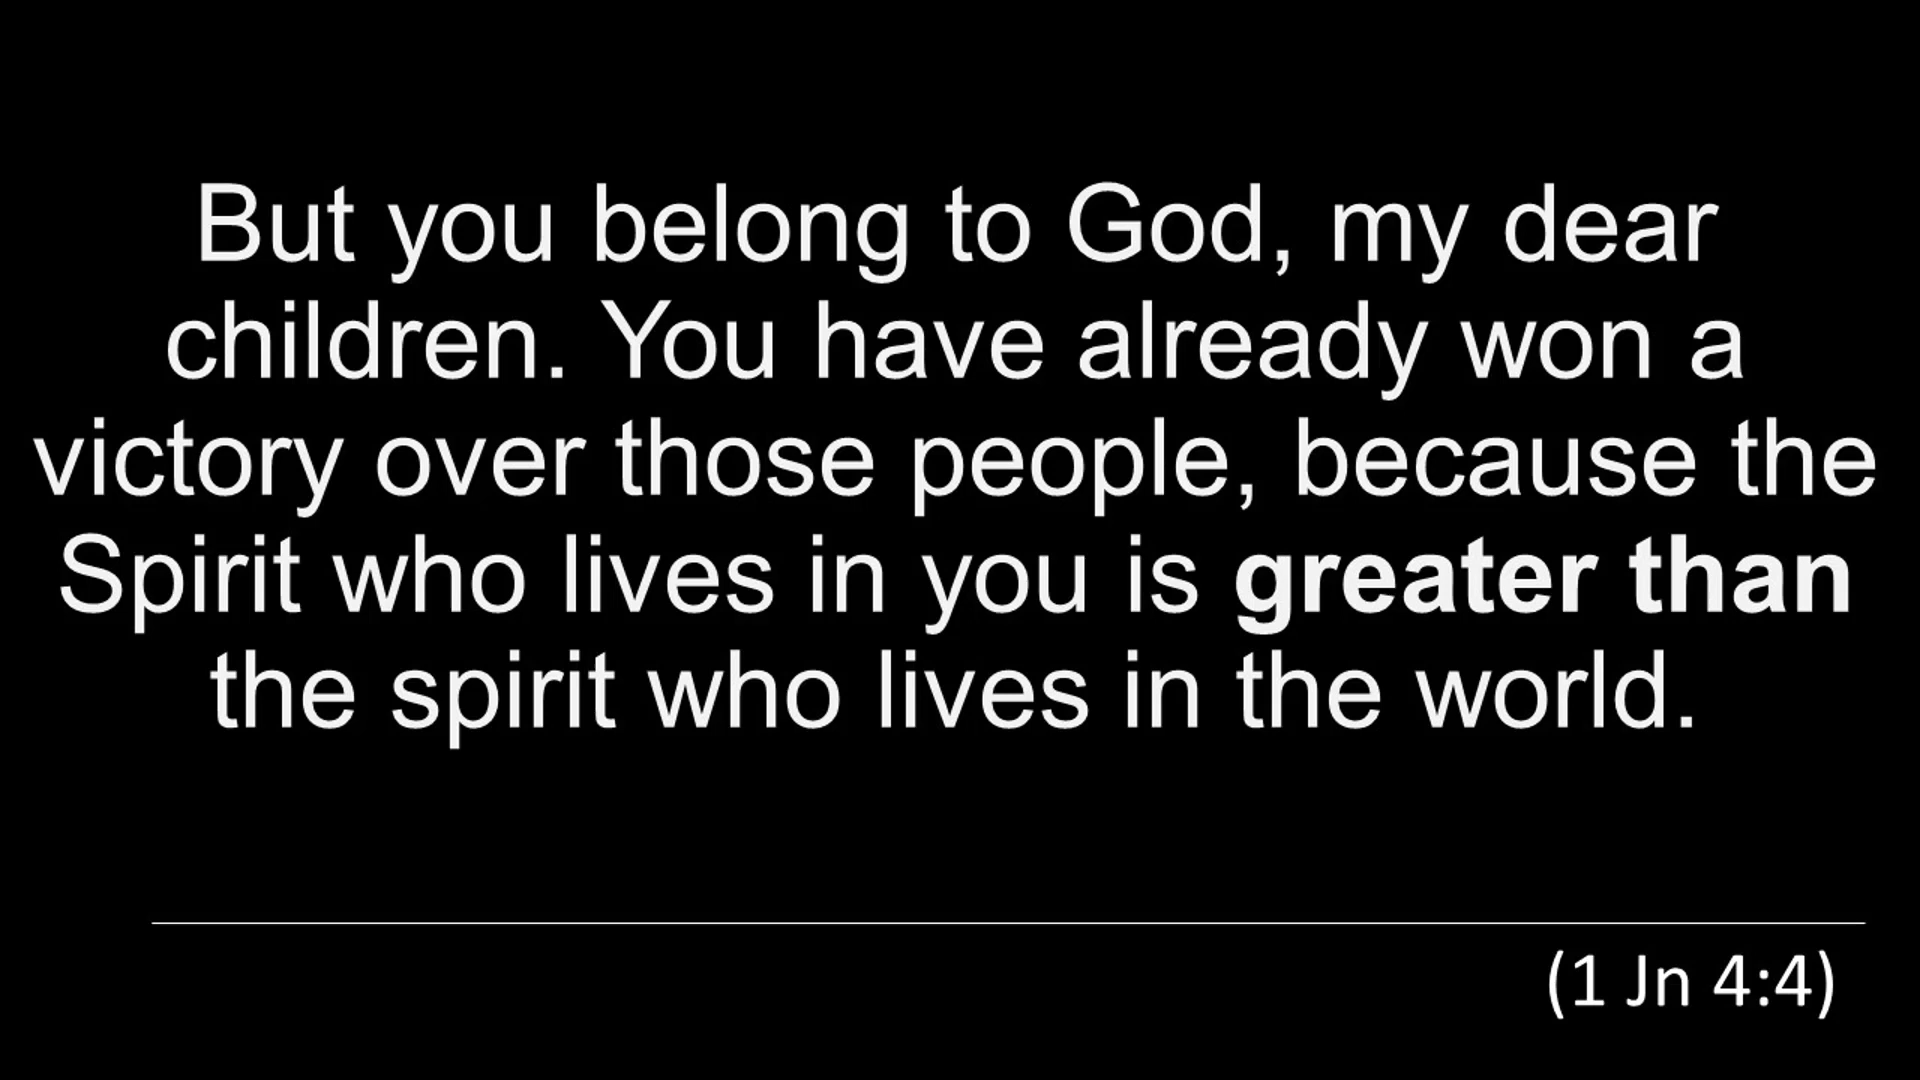 But you belong to God, my dear
children. You have already won a
victory over those people, because the
Spirit who lives in you is greater than
the spirit who lives in the world.
(1 Jn 4:4)